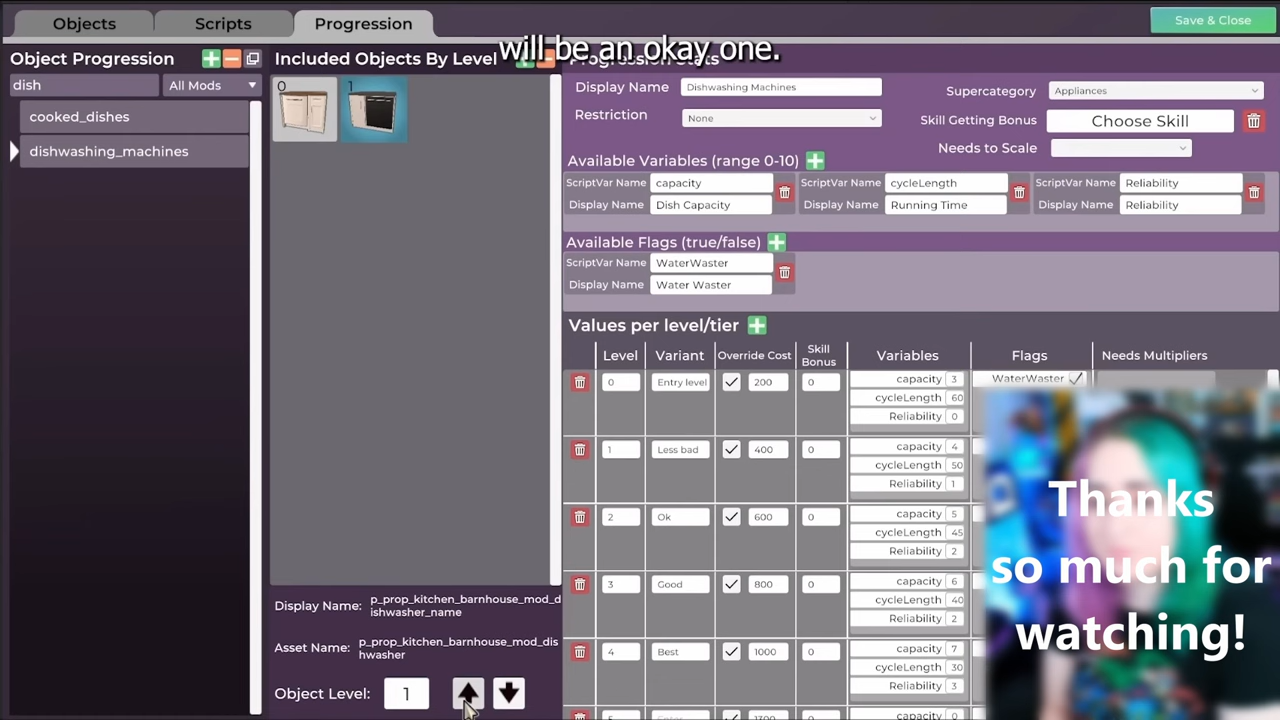 Objects
Scripts
Progression
Save & Close
will be an okay one.
Object Progression
dish
All Mods
cooked_dishes
dishwashing_machines
Included Objects By Level
0
1
Display Name: p_prop_kitchen_barnhouse_mod_d
ishwasher_name
Asset Name: p_prop_kitchen_barnhouse_mod_dis
hwasher
Object Level: 1
Display Name Dishwashing Machines
Restriction None
Supercategory Appliances
Skill Getting Bonus Choose Skill
Needs to Scale
Available Variables (range 0-10)
ScriptVar Name capacity
Display Name Dish Capacity
ScriptVar Name cycleLength
Display Name Running Time
ScriptVar Name Reliability
Display Name Reliability
Available Flags (true/false)
ScriptVar Name WaterWaster
Display Name Water Waster
Values per level/tier
Level Variant Override Cost Skill Bonus Variables Flags Needs Multipliers
0 Entry level 200 0 capacity 3 WaterWaster
cycleLength 60
Reliability 0
1 Less bad 400 0 capacity 4
cycleLength 50
Reliability 1
2 Ok 600 0 capacity 5
cycleLength 45
Reliability 2
3 Good 800 0 capacity 6
cycleLength 40
Reliability 2
4 Best 1000 0 capacity 7
cycleLength 30
Reliability 3
capacity 0
Thanks
so much for
watching!